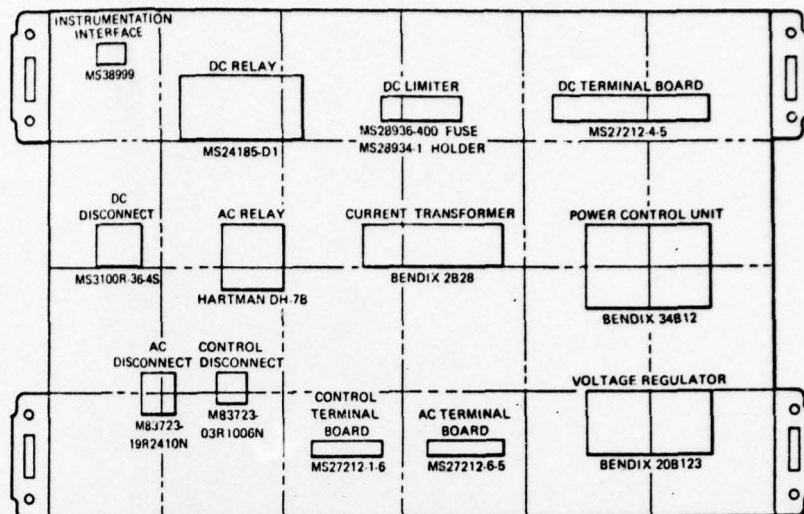 INSTRUMENTATION
INTERFACE
MS38999
DC RELAY
MS24185-D1
DC LIMITER
MS28936-400 FUSE
MS28934-1 HOLDER
DC TERMINAL BOARD
MS27212-4-5
DC
DISCONNECT
MS3100R-36-4S
AC RELAY
HARTMAN DH-7B
CURRENT TRANSFORMER
BENDIX 2B28
POWER CONTROL UNIT
BENDIX 34B12
AC
DISCONNECT
M83723-
19R2410N
CONTROL
DISCONNECT
M83723-
03R1006N
CONTROL
TERMINAL
BOARD
MS27212-1-6
AC TERMINAL
BOARD
MS27212-6-5
VOLTAGE REGULATOR
BENDIX 20B123